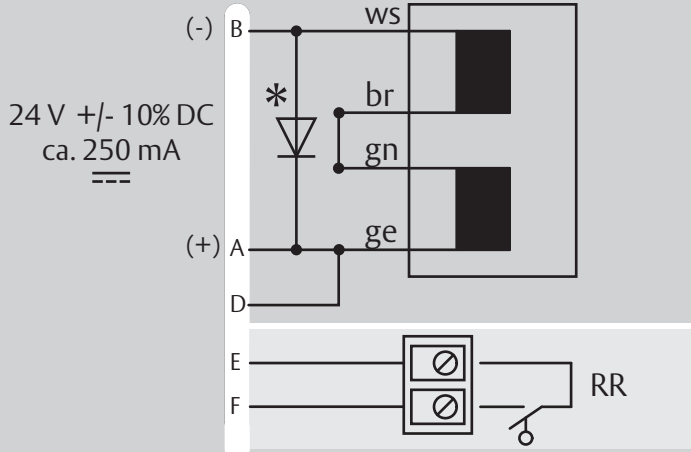 (-) B ws
br
24 V +/- 10% DC
ca. 250 mA
gn
(+) A ge
D
E
F
RR
*